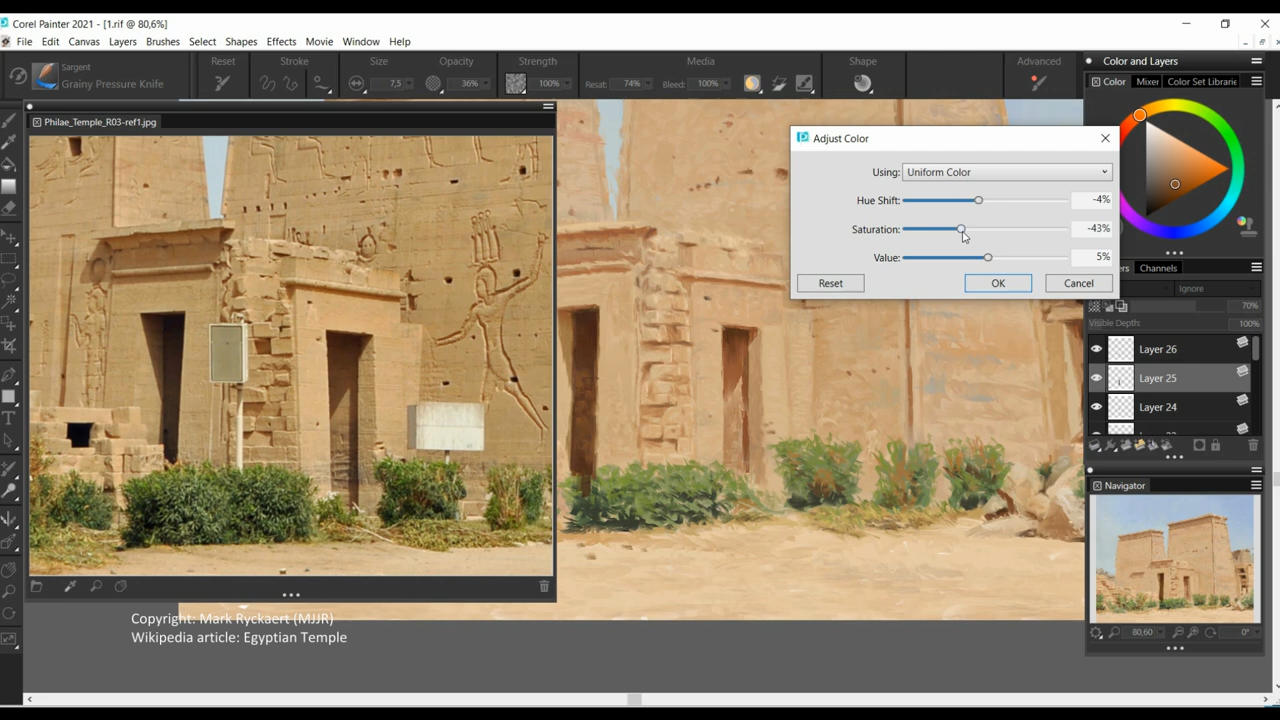 Corel Painter 2021 - [1.rif @ 80,6%]
File Edit Canvas Layers Brushes Select Shapes Effects Movie Window Help
Sargent
Grainy Pressure Knife
Reset
Stroke
Size
7,5
Opacity
36%
Strength
100%
Media
Resat: 74%
Bleed: 100%
Shape
Advanced
Color and Layers
Color
Mixer
Color Set Librarie
Philae_Temple_R03-ref1.jpg
Adjust Color
Using: Uniform Color
Hue Shift: -4%
Saturation: -43%
Value: 5%
Reset
OK
Cancel
ers
Channels
Ignore
70%
Visible Depth: 100%
Layer 26
Layer 25
Layer 24
Navigator
80,60
0°
T
Copyright: Mark Ryckaert (MJJR)
Wikipedia article: Egyptian Temple